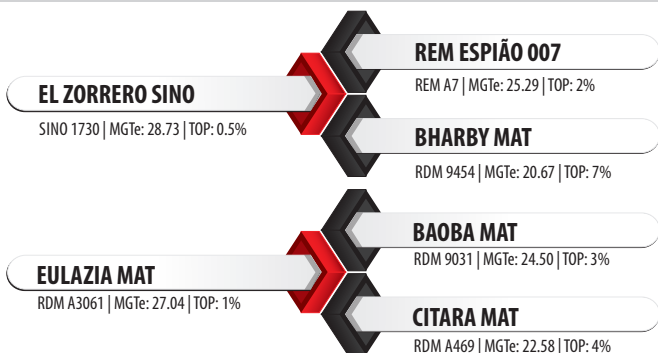 REM ESPIÃO 007
REM A7 | MGTe: 25.29 | TOP: 2%
EL ZORRERO SINO
SINO 1730 | MGTe: 28.73 | TOP: 0.5%
BHARBY MAT
RDM 9454 | MGTe: 20.67 | TOP: 7%
BAOBA MAT
RDM 9031 | MGTe: 24.50 | TOP: 3%
EULAZIA MAT
RDM A3061 | MGTe: 27.04 | TOP: 1%
CITARA MAT
RDM A469 | MGTe: 22.58 | TOP: 4%